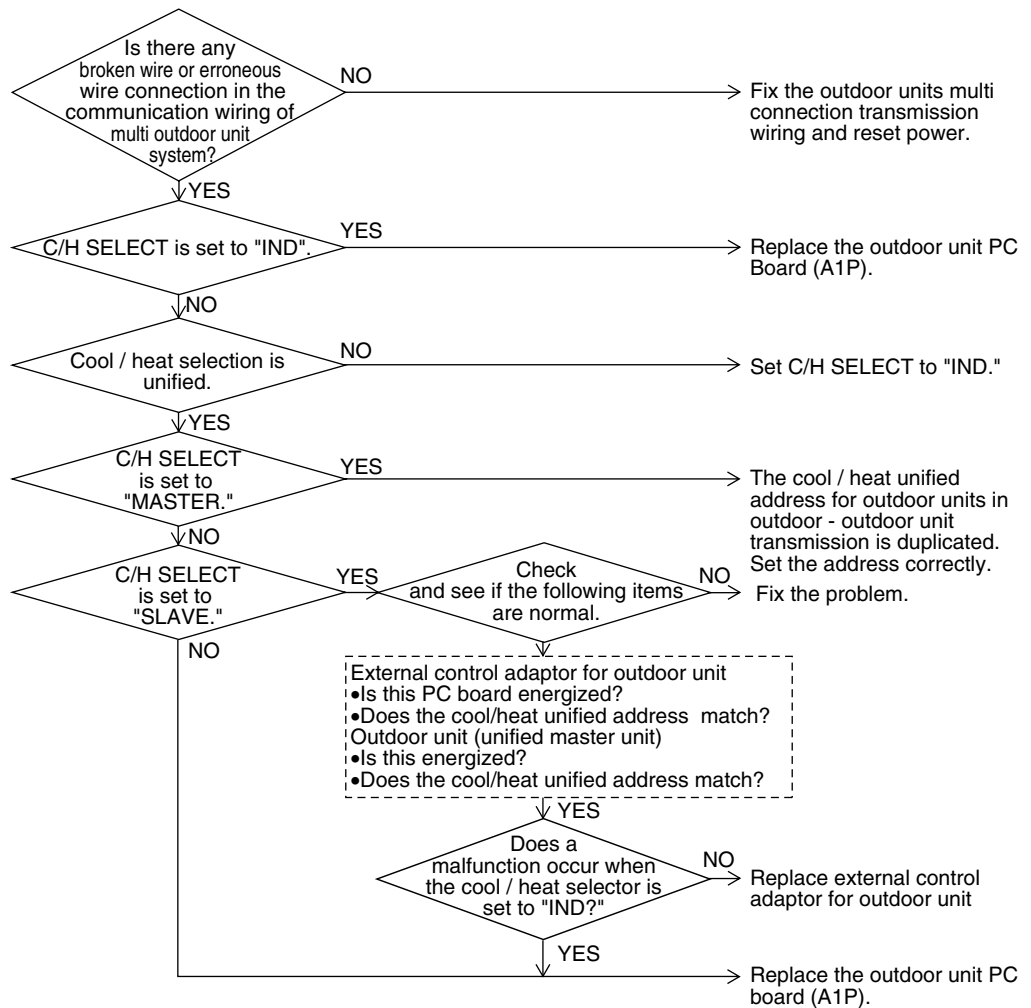 Is there any
broken wire or erroneous
wire connection in the
communication wiring of
multi outdoor unit
system?
NO
Fix the outdoor units multi
connection transmission
wiring and reset power.
YES
C/H SELECT is set to "IND".
YES
Replace the outdoor unit PC
Board (A1P).
NO
Cool / heat selection is
unified.
NO
Set C/H SELECT to "IND."
YES
C/H SELECT
is set to
"MASTER."
YES
The cool / heat unified
address for outdoor units in
outdoor - outdoor unit
transmission is duplicated.
Set the address correctly.
NO
C/H SELECT
is set to
"SLAVE."
YES
Check
and see if the following items
are normal.
NO
Fix the problem.
NO
External control adaptor for outdoor unit
•Is this PC board energized?
•Does the cool/heat unified address match?
Outdoor unit (unified master unit)
•Is this energized?
•Does the cool/heat unified address match?
YES
Does a
malfunction occur when
the cool / heat selector is
set to "IND?"
NO
Replace external control
adaptor for outdoor unit
YES
Replace the outdoor unit PC
board (A1P).